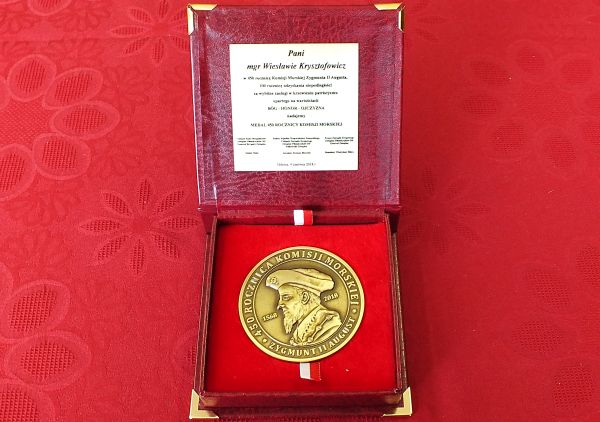 Pani
mgr Wiesławie Krysztofowicz
w 450 rocznicę Komisji Morskiej Zygmunta II Augusta,
100 rocznicę odzyskania niepodległości
za wybitne zasługi w krzewieniu patriotyzmu
opartego na wartościach
BÓG - HONOR - OJCZYZNA
nadajemy
MEDAL 450 ROCZNICY KOMISJI MORSKIEJ
450 ROCZNICA KOMISJI MORSKIEJ
1568
2018
ZYGMUNT II AUGUST